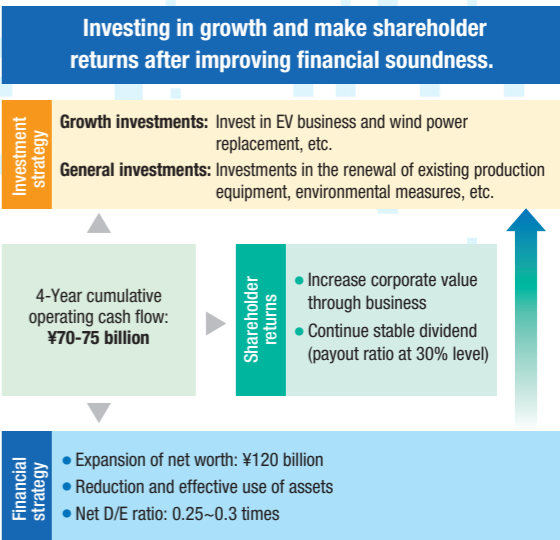 Investing in growth and make shareholder
returns after improving financial soundness.
Investment
strategy
Growth investments: Invest in EV business and wind power
replacement, etc.
General investments: Investments in the renewal of existing production
equipment, environmental measures, etc.
4-Year cumulative
operating cash flow:
¥70-75 billion
Shareholder
returns
● Increase corporate value
through business
● Continue stable dividend
(payout ratio at 30% level)
Financial
strategy
● Expansion of net worth: ¥120 billion
● Reduction and effective use of assets
● Net D/E ratio: 0.25~0.3 times